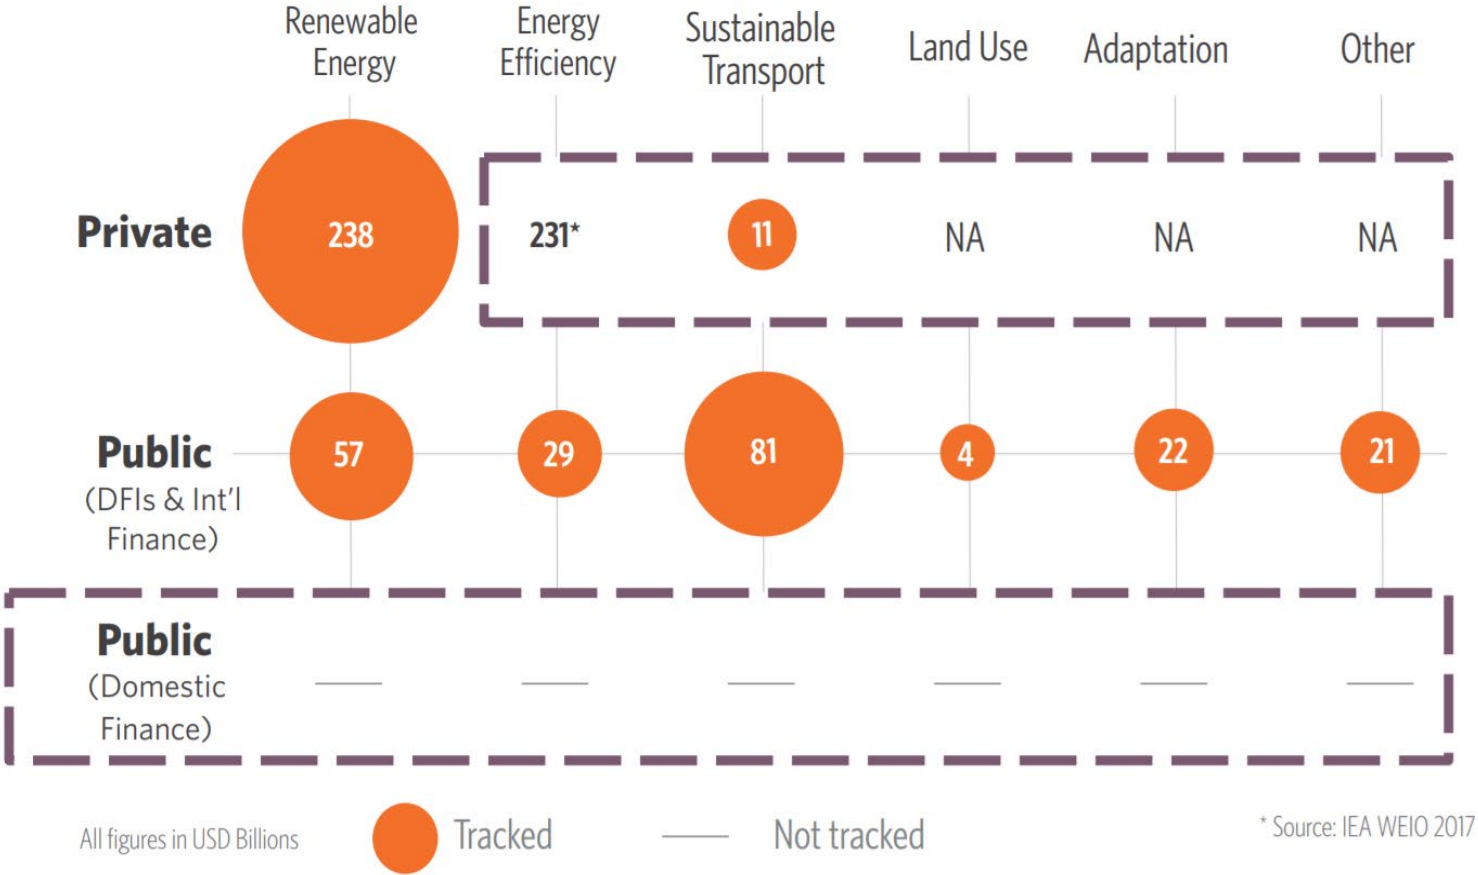 Renewable
Energy
Energy
Efficiency
Sustainable
Transport
Land Use
Adaptation
Other
Private
238
231*
11
NA
NA
NA
Public
(DFIs & Int'l
Finance)
57
29
81
4
22
21
Public
(Domestic
Finance)
All figures in USD Billions
Tracked
Not tracked
* Source: IEA WEIO 2017